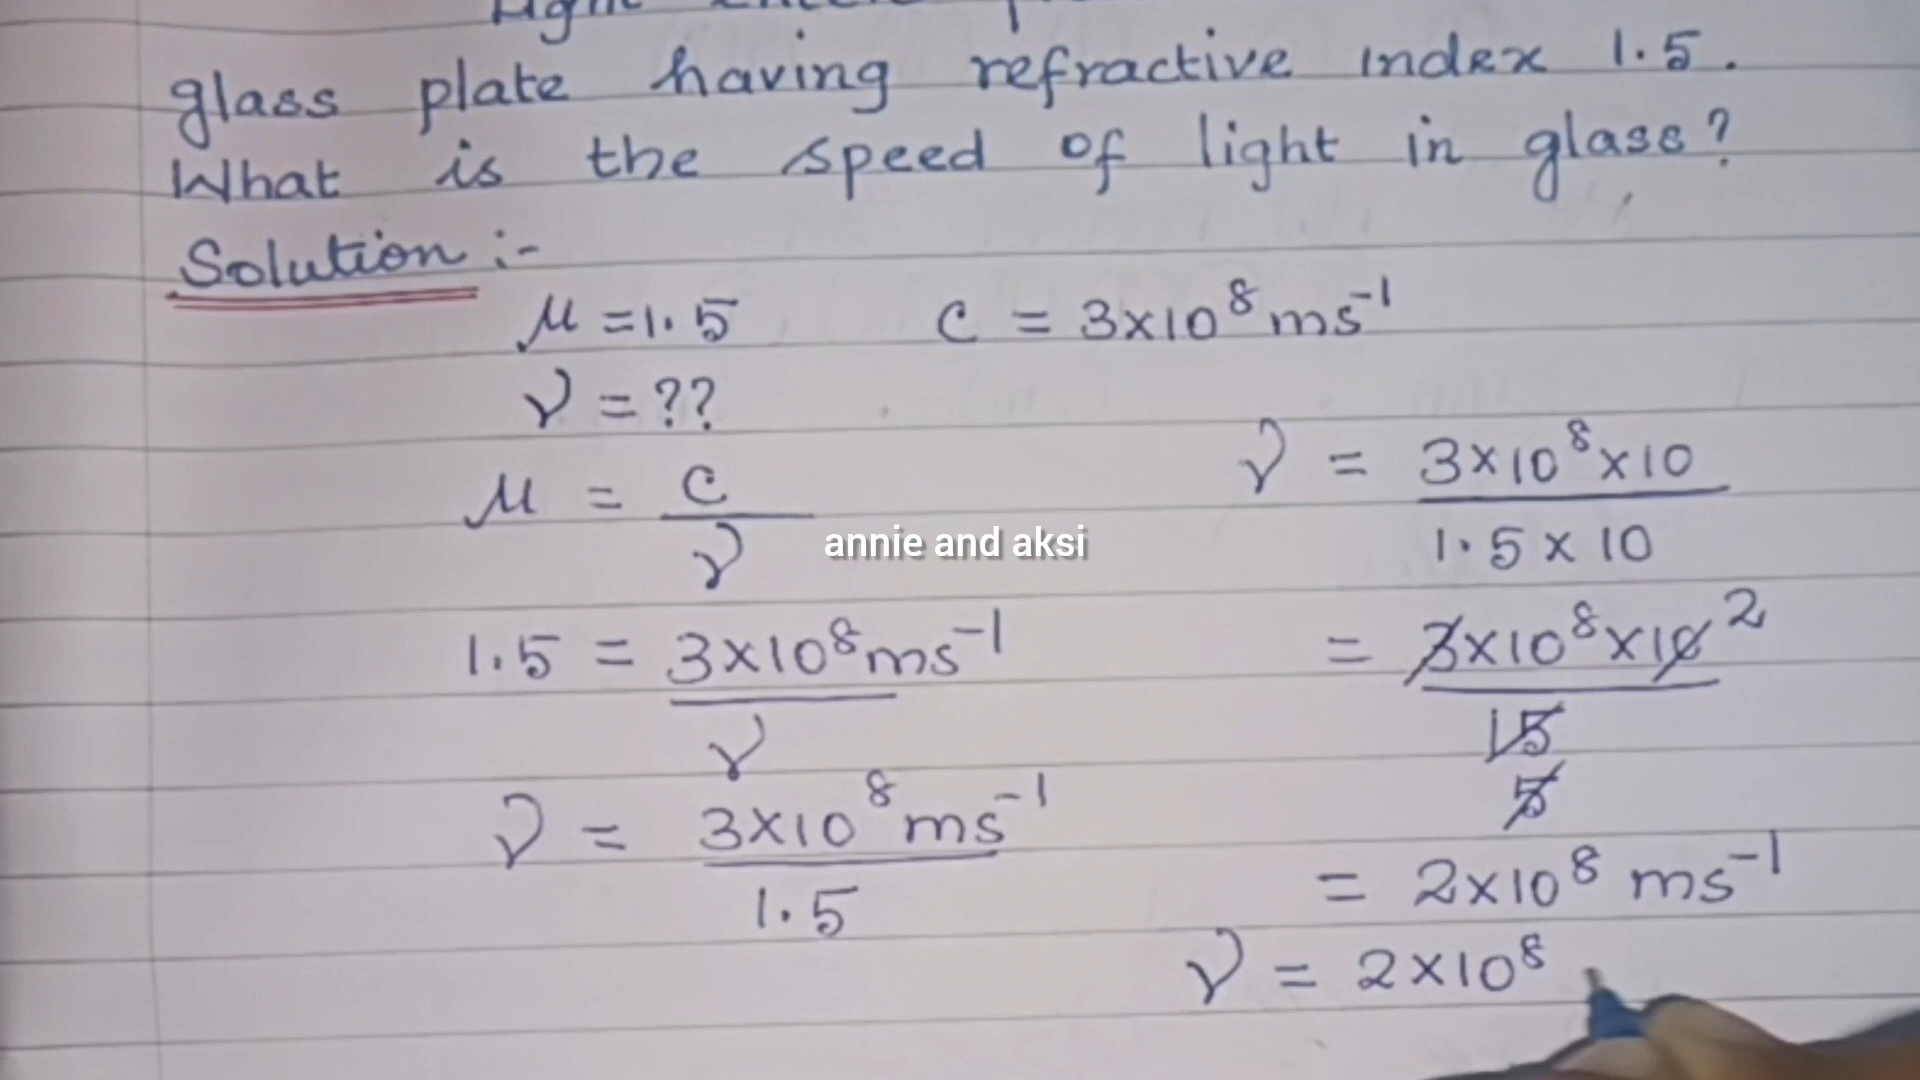 glass plate having refractive index 1.5.
What is the speed of light in glass?
Solution :-
μ = 1.5 c = 3×10⁸ ms⁻¹
ν = ??
μ = c/ν
1.5 = 3×10⁸ms⁻¹/ν
ν = 3×10⁸ ms⁻¹/1.5
ν = 3×10⁸×10/1.5×10
= 3×10⁸×10 2/15
5
= 2×10⁸ ms⁻¹
ν = 2×10⁸
annie and aksi